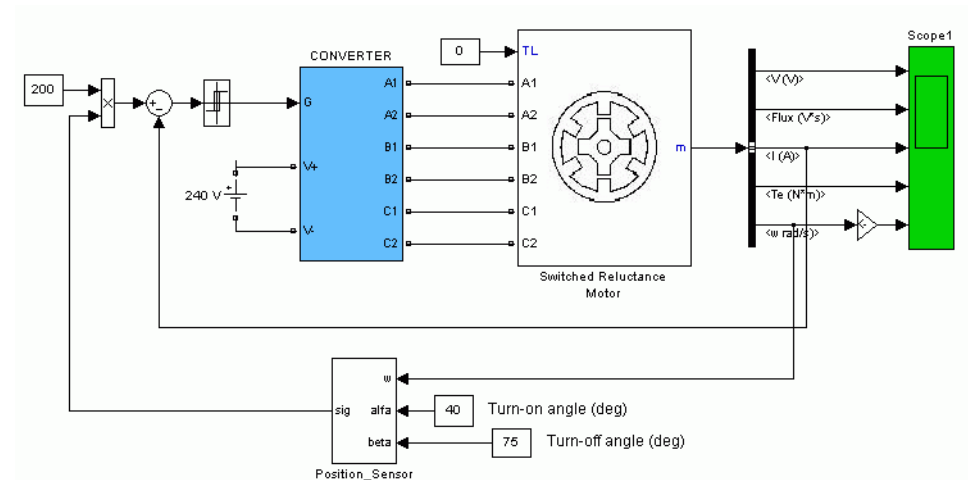 Scope1
CONVERTER
0
TL
<V (V)>
200
A1
A1
X
G
<Flux (V*s)>
A2
A2
B1
B1
m
<I (A)>
V+
B2
B2
240 V
<Te (N*m)>
C1
C1
V-
C2
C2
<w rad/s)>
Switched Reluctance
Motor
w
sig
alfa
40
Turn-on angle (deg)
beta
75
Turn-off angle (deg)
Position_Sensor